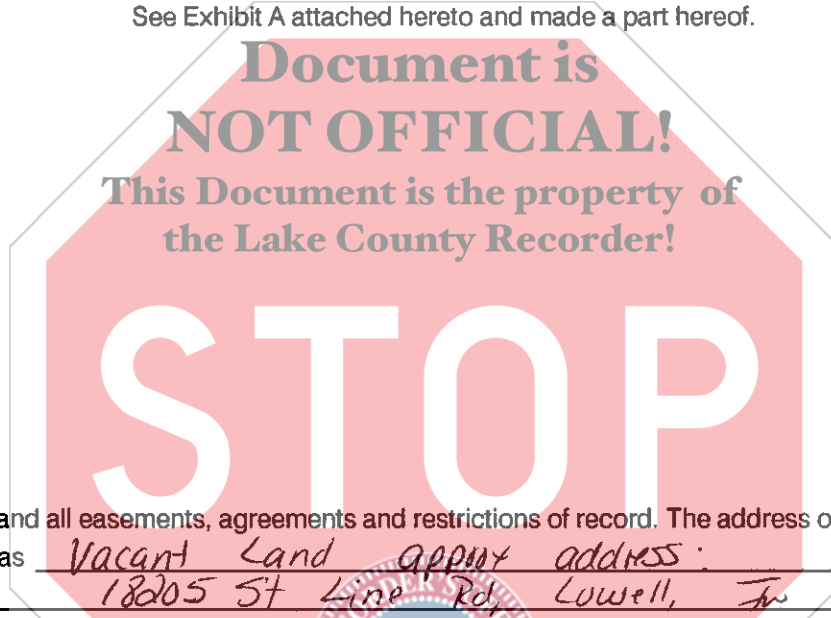 See Exhibit A attached hereto and made a part hereof.
Document is
NOT OFFICIAL!
This Document is the property of
the Lake County Recorder!
STOP
and all easements, agreements and restrictions of record. The address o
as Vacant Land approx address:
18205 St Line Rd, Lowell, In